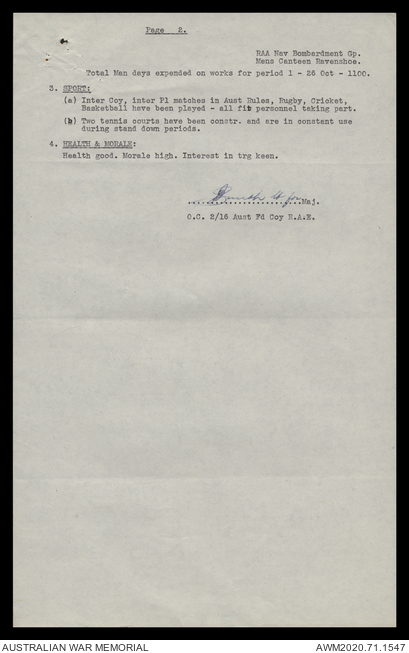 Page 2.
RAA Nav Bombardment Gp.
Mens Canteen Ravenshoe.
Total Man days expended on works for period 1 - 26 Oct - 1100.
3. SPORT:
(a) Inter Coy, inter Pl matches in Aust Rules, Rugby, Cricket,
Basketball have been played - all fit personnel taking part.
(b) Two tennis courts have been constr. and are in constant use
during stand down periods.
4. HEALTH & MORALE:
Health good. Morale high. Interest in trg keen.
Maj.
O.C. 2/16 Aust Fd Coy R.A.E.
AUSTRALIAN WAR MEMORIAL
AWM2020.71.1547